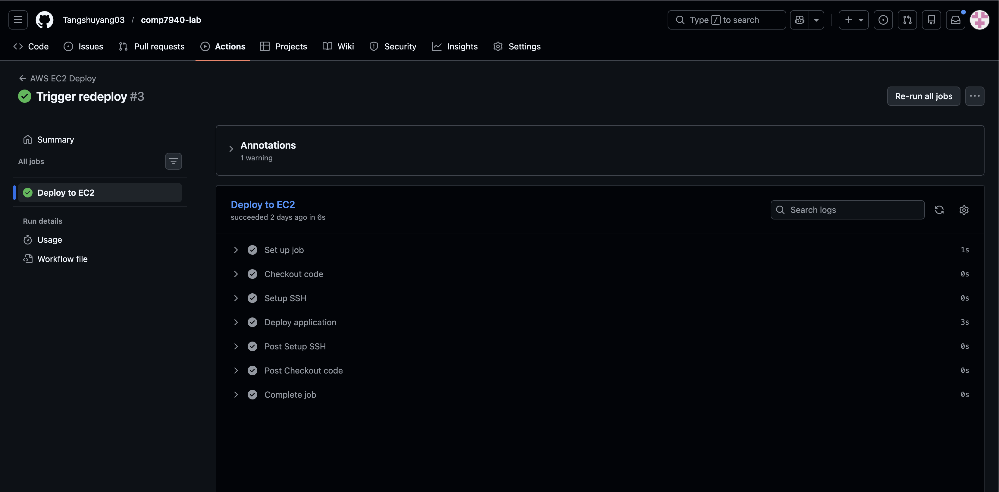 Tangshuyang03 / comp7940-lab
Type / to search
Code Issues Pull requests Actions Projects Wiki Security Insights Settings
AWS EC2 Deploy
Trigger redeploy #3
Re-run all jobs
Summary
All jobs
Deploy to EC2
Run details
Usage
Workflow file
Annotations
1 warning
Deploy to EC2
succeeded 2 days ago in 6s
Search logs
Set up job 1s
Checkout code 0s
Setup SSH 0s
Deploy application 3s
Post Setup SSH 0s
Post Checkout code 0s
Complete job 0s